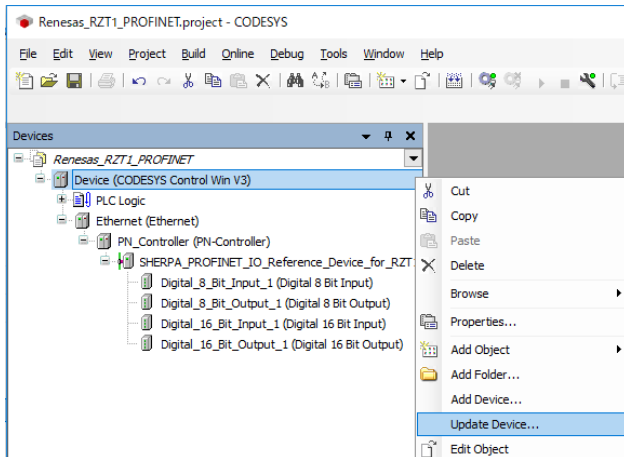 Renesas_RZT1_PROFINET.project - CODESYS
File Edit View Project Build Online Debug Tools Window Help
Devices
Renesas_RZT1_PROFINET
Device (CODESYS Control Win V3)
PLC Logic
Ethernet (Ethernet)
PN_Controller (PN-Controller)
SHERPA_PROFINET_IO_Reference_Device_for_RZT1
Digital_8_Bit_Input_1 (Digital 8 Bit Input)
Digital_8_Bit_Output_1 (Digital 8 Bit Output)
Digital_16_Bit_Input_1 (Digital 16 Bit Input)
Digital_16_Bit_Output_1 (Digital 16 Bit Output)
Cut
Copy
Paste
Delete
Browse
Properties...
Add Object
Add Folder...
Add Device...
Update Device...
Edit Object